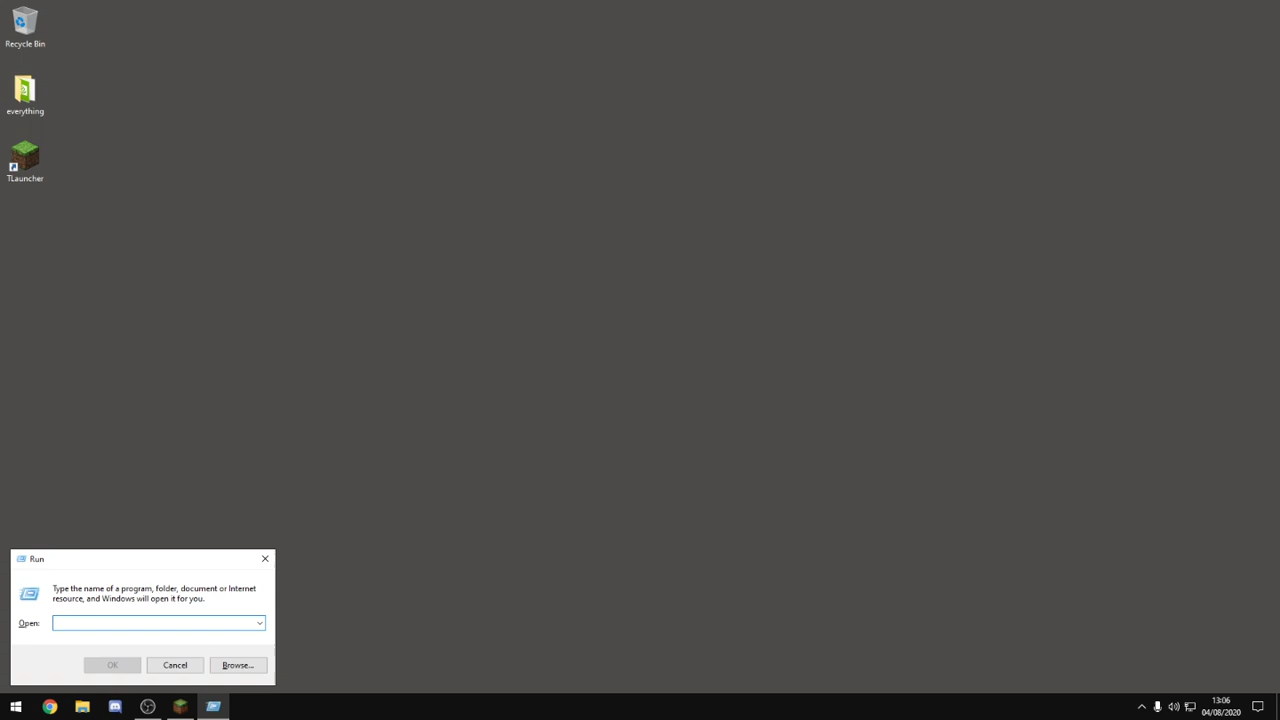 Recycle Bin
everything
TLauncher
Run
Type the name of a program, folder, document or Internet
resource, and Windows will open it for you.
Open:
OK
Cancel
Browse...
13:06
04/08/2020